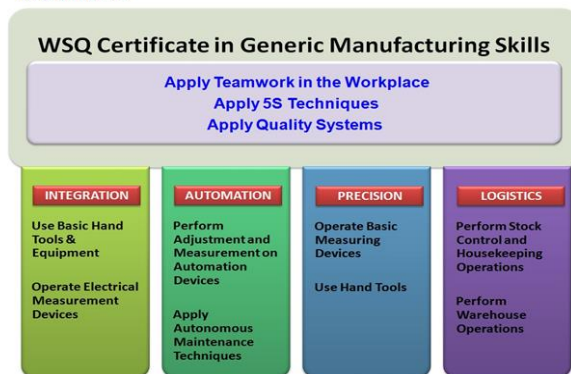 WSQ Certificate in Generic Manufacturing Skills
Apply Teamwork in the Workplace
Apply 5S Techniques
Apply Quality Systems
INTEGRATION
Use Basic Hand
Tools &
Equipment
Operate Electrical
Measurement
Devices
AUTOMATION
Perform
Adjustment and
Measurement on
Automation
Devices
Apply
Autonomous
Maintenance
Techniques
PRECISION
Operate Basic
Measuring
Devices
Use Hand Tools
LOGISTICS
Perform Stock
Control and
Housekeeping
Operations
Perform
Warehouse
Operations